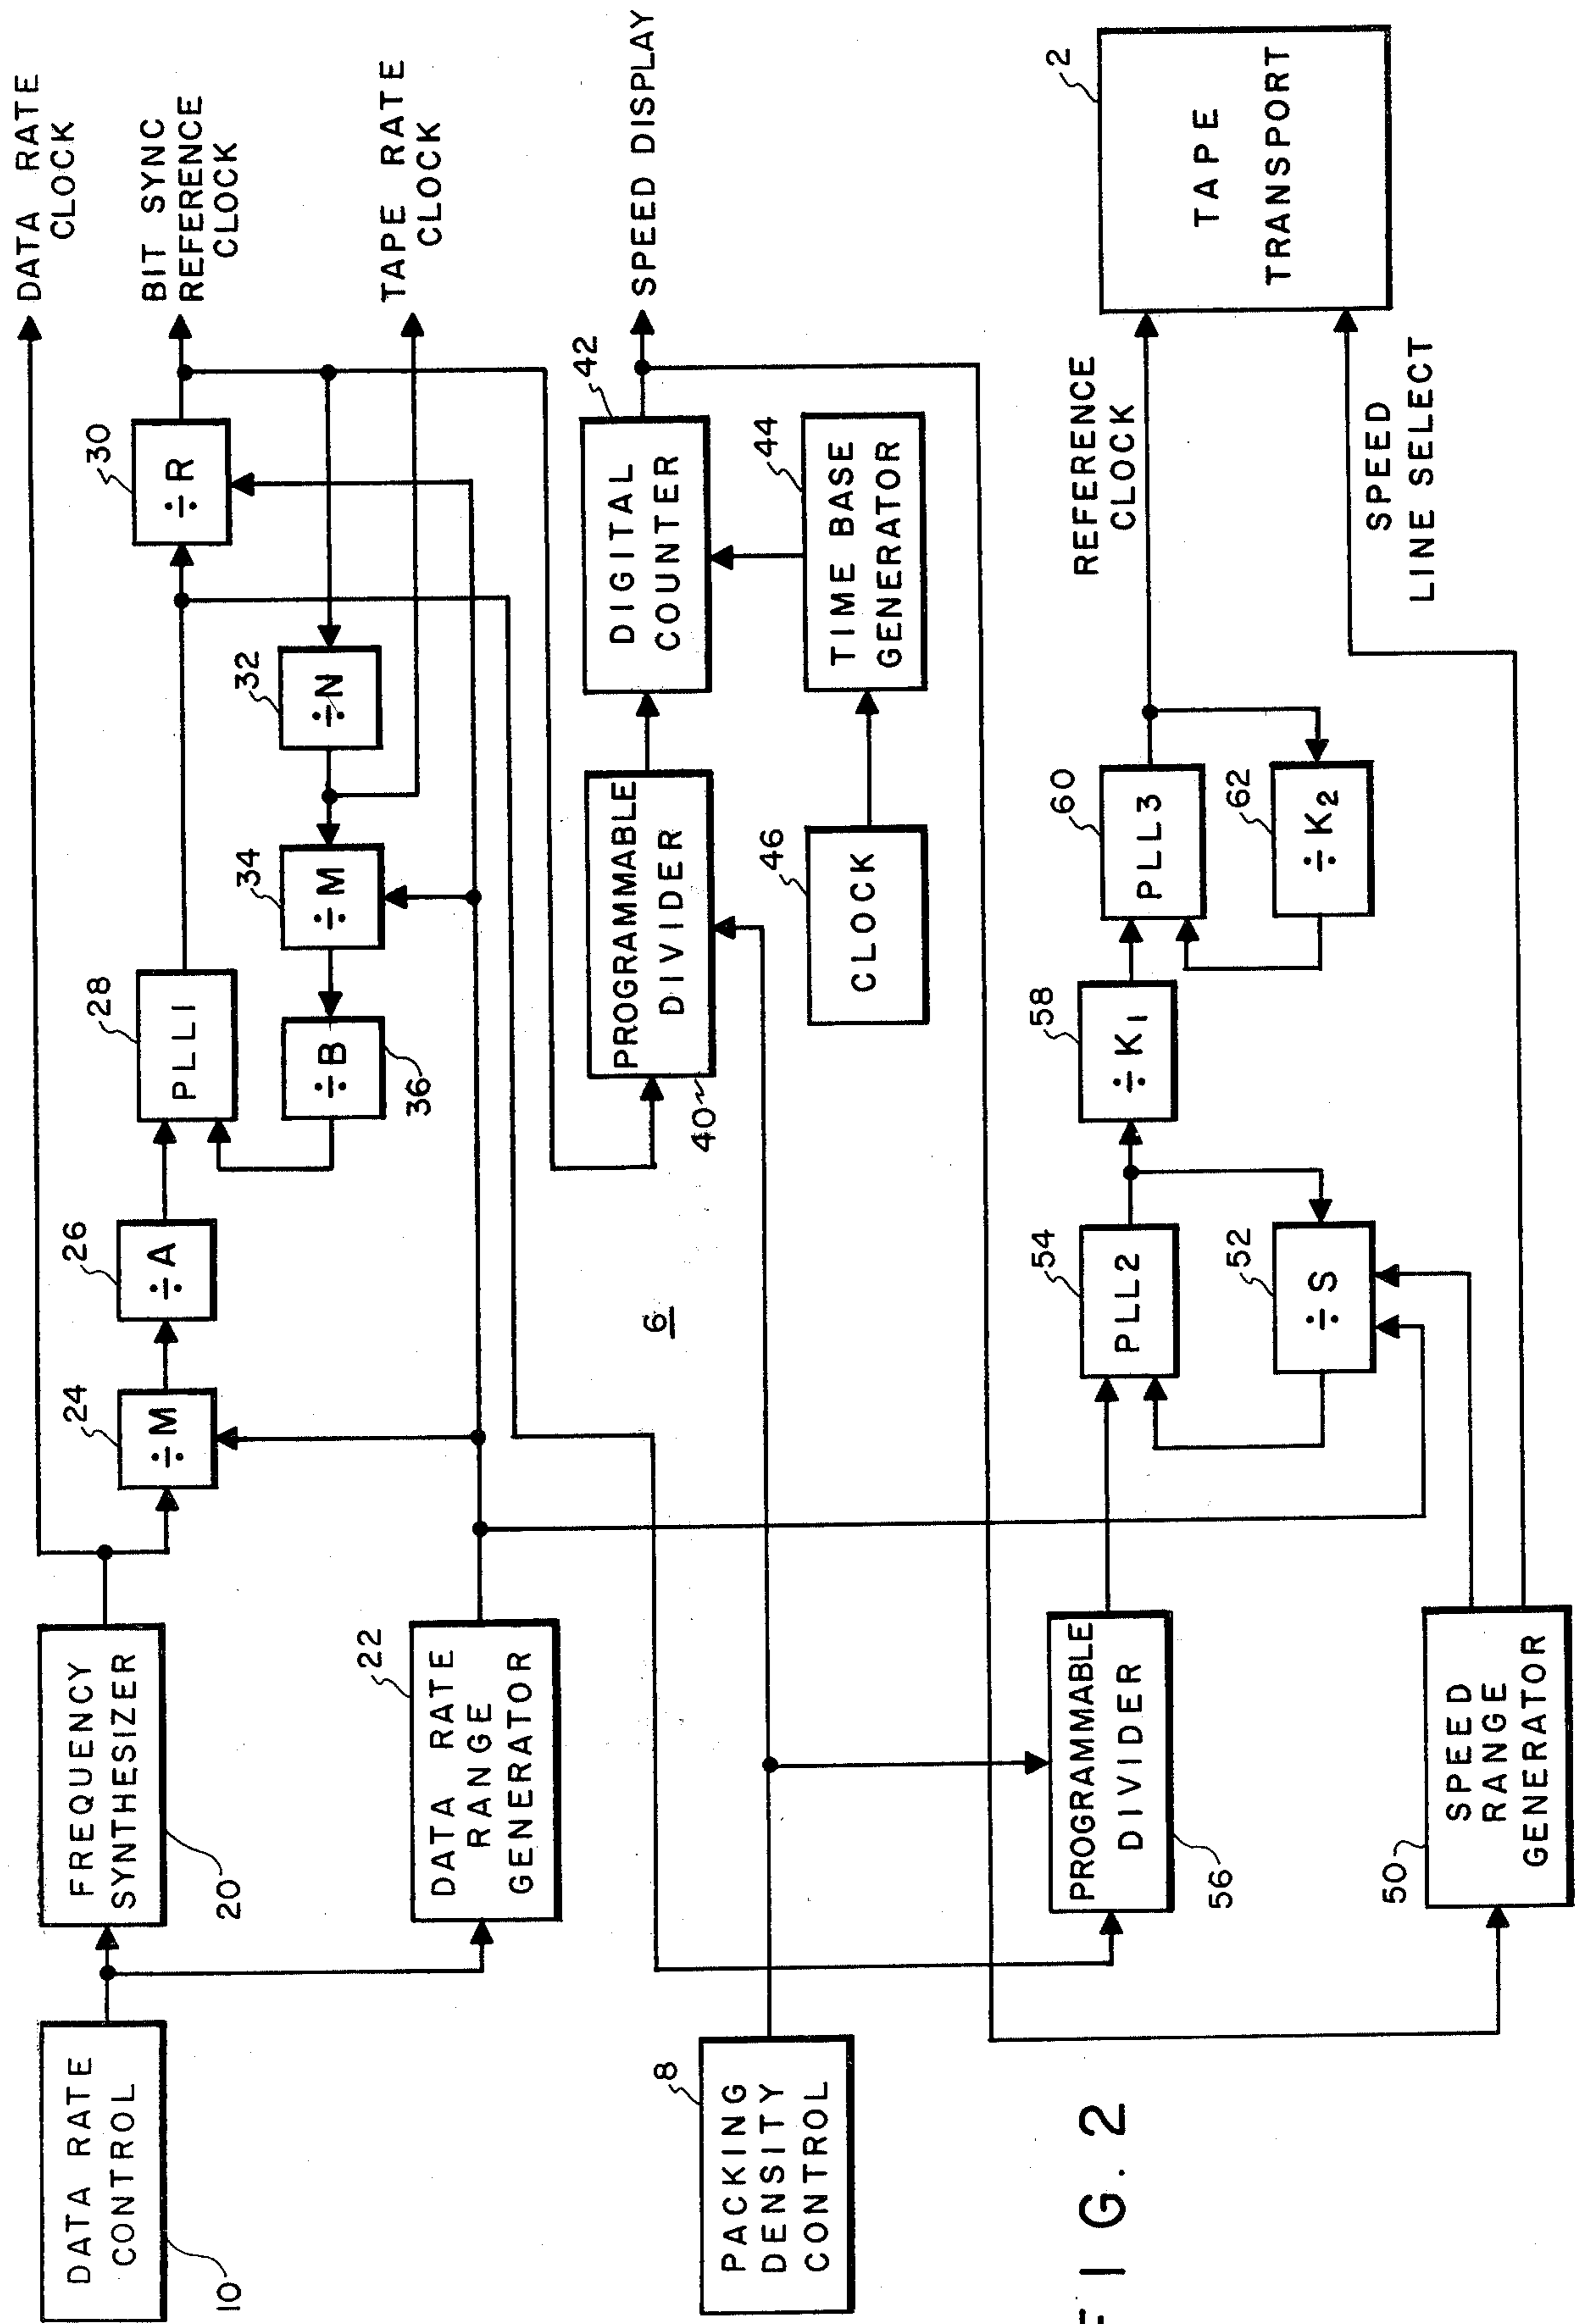 DATA RATE
CONTROL
10
FREQUENCY
SYNTHESIZER
20
DATA RATE
RANGE
GENERATOR
22
÷M
24
÷A
26
PLL1
28
÷R
30
÷N
32
÷M
34
÷B
36
DATA RATE
CLOCK
BIT SYNC
REFERENCE
CLOCK
TAPE RATE
CLOCK
PROGRAMMABLE
DIVIDER
40
DIGITAL
COUNTER
42
SPEED DISPLAY
TIME BASE
GENERATOR
44
CLOCK
46
6
PACKING
DENSITY
CONTROL
8
PROGRAMMABLE
DIVIDER
56
PLL2
54
÷S
52
÷K1
58
PLL3
60
÷K2
62
REFERENCE
CLOCK
SPEED
LINE SELECT
TAPE
TRANSPORT
2
SPEED
RANGE
GENERATOR
50
FIG. 2